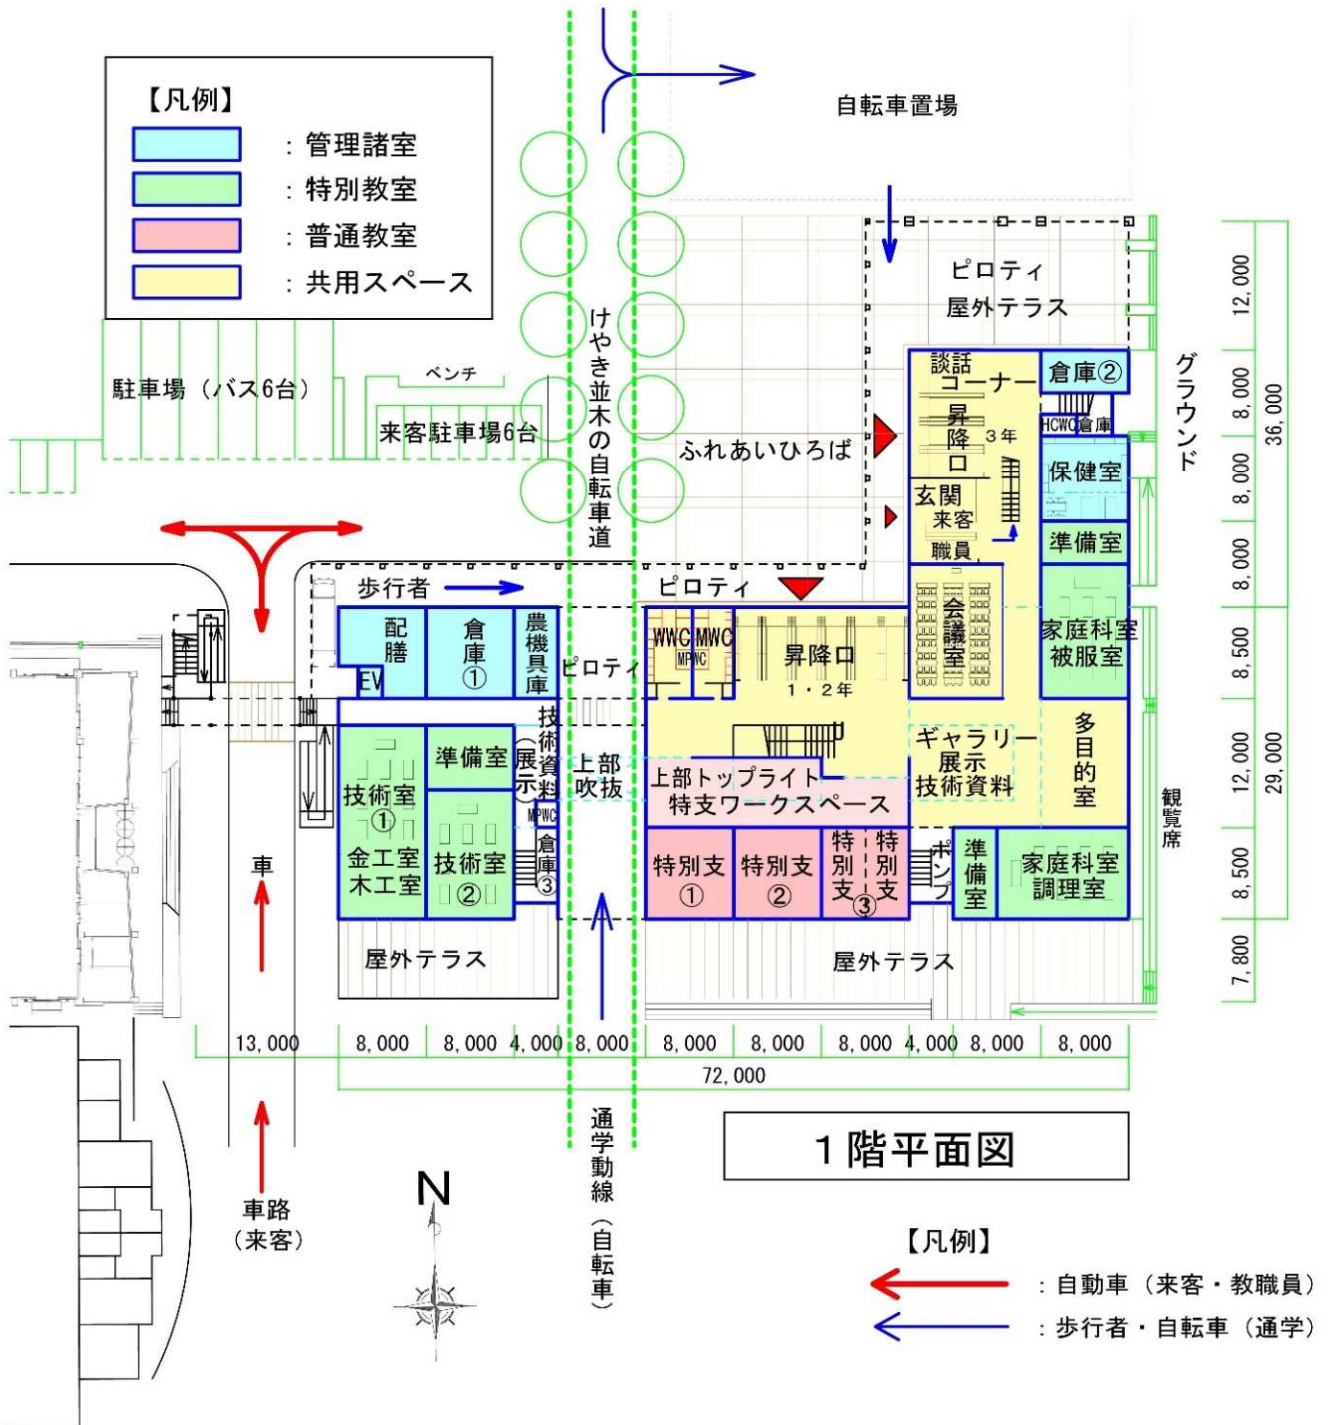 【凡例】
：管理諸室
：特別教室
：普通教室
：共用スペース
自転車置場
ピロティ
屋外テラス
けやき並木の自転車道
駐車場（バス6台）
ベンチ
来客駐車場6台
ふれあいひろば
談話
コーナー
昇降口
3年
倉庫②
HCWC
倉庫
保健室
玄関
来客
職員
準備室
グラウンド
12,000
8,000
8,000
8,000
36,000
歩行者
ピロティ
配膳
EV
倉庫①
農機具庫
ピロティ
WWC
MWC
MPWC
昇降口
1・2年
会議室
家庭科室
被服室
8,500
技術室
①
金工室
木工室
準備室
技術室
②
技術資料
（展示）
MPWC
倉庫③
上部
吹抜
上部トップライト
特支ワークスペース
ギャラリー
展示
技術資料
多目的室
観覧席
12,000
29,000
車
特別支
①
特別支
②
特別支
特別支
③
ポンプ
準備室
家庭科室
調理室
8,500
屋外テラス
屋外テラス
7,800
13,000
8,000
8,000
4,000
8,000
8,000
8,000
8,000
4,000
8,000
8,000
72,000
通学動線（自転車）
1階平面図
N
車路
（来客）
【凡例】
：自動車（来客・教職員）
：歩行者・自転車（通学）